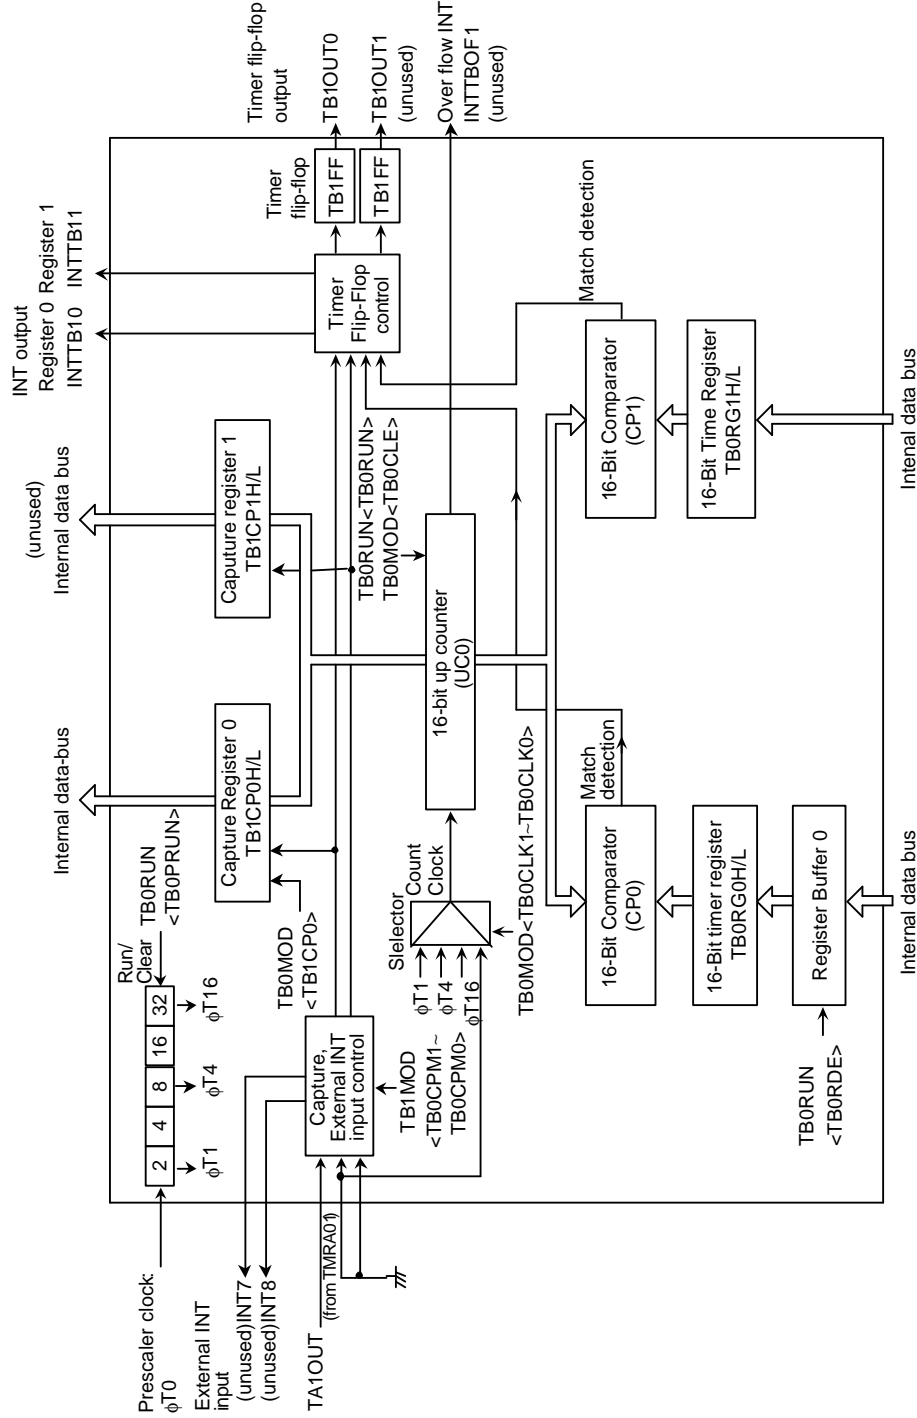 Prescaler clock:
ϕT0
2
4
8
16
32
ϕT1
ϕT4
ϕT16
Run/
Clear
TB0RUN
<TB0PRUN>
Internal data-bus
(unused)
Internal data bus
INT output
Register 0
Register 1
INTTB10
INTTB11
External INT
input
(unused)INT7
(unused)INT8
TA1OUT
(from TMRA01)
Capture,
External INT
input control
TB0MOD
<TB1CP0>
Capture Register 0
TB1CP0H/L
Caputure register 1
TB1CP1H/L
Timer
Flip-Flop
control
Timer
flip-flop
TB1FF
TB1FF
Timer flip-flop
output
TB1OUT0
TB1OUT1
(unused)
Over flow INT
INTTBOF1
(unused)
TB1MOD
<TB0CPM1~
TB0CPM0>
Slelector
ϕT1
ϕT4
ϕT16
Count
Clock
TB0MOD<TB0CLK1~TB0CLK0>
TB0RUN<TB0RUN>
TB0MOD<TB0CLE>
16-bit up counter
(UC0)
Match
detection
Match detection
16-Bit Comparator
(CP0)
16-Bit Comparator
(CP1)
16-Bit timer register
TB0RG0H/L
16-Bit Time Register
TB0RG1H/L
Register Buffer 0
TB0RUN
<TB0RDE>
Internal data bus
Intenal data bus